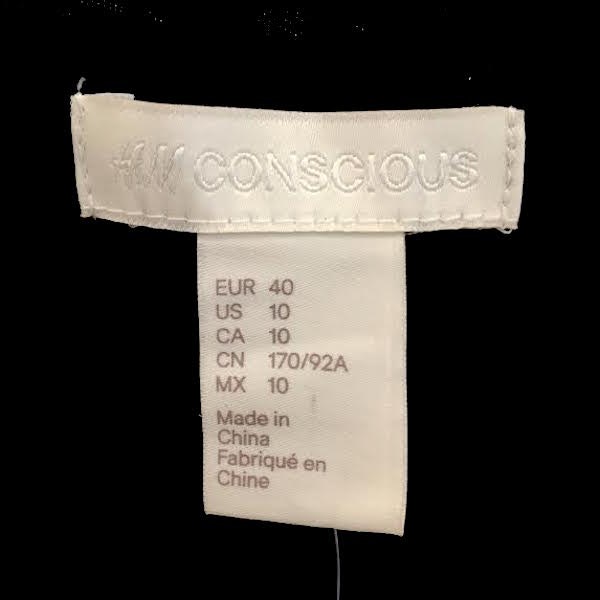 H&M CONSCIOUS
EUR 40
US 10
CA 10
CN 170/92A
MX 10
Made in
China
Fabriqué en
Chine